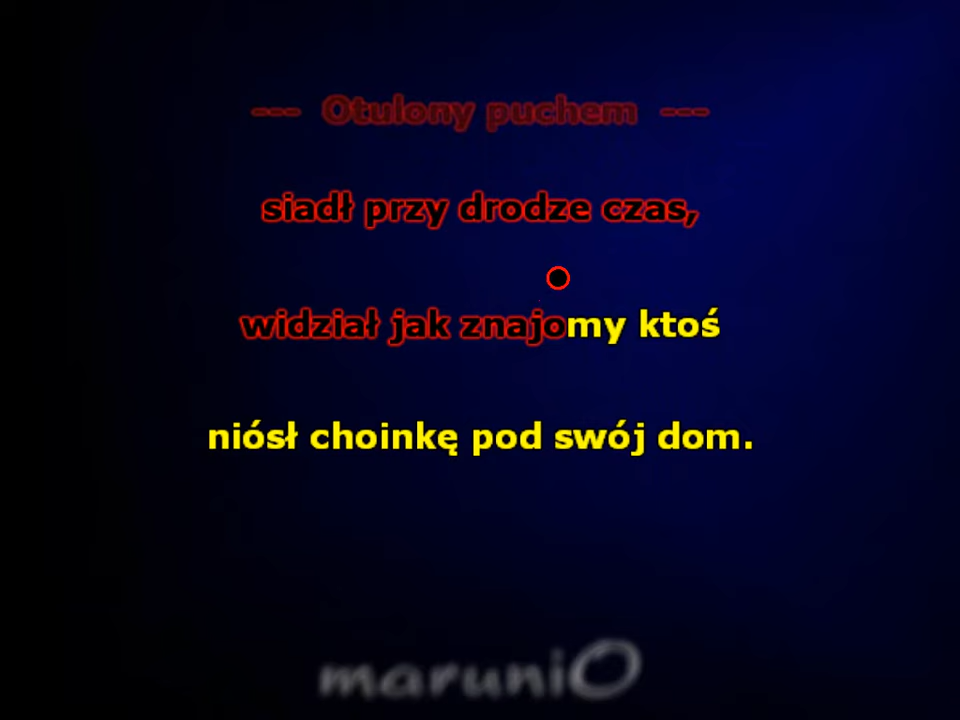 --- Otulony puchem ---
siadł przy drodze czas,
widział jak znajomy ktoś
niósł choinkę pod swój dom.
maruniO